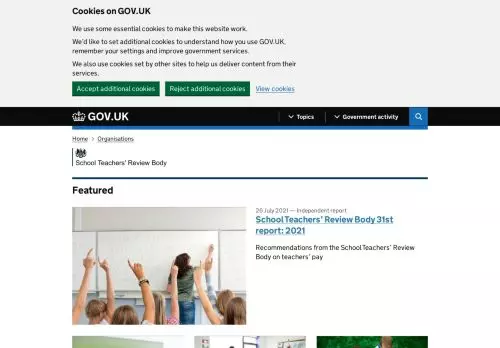 Cookies on GOV.UK
We use some essential cookies to make this website work.
We'd like to set additional cookies to understand how you use GOV.UK,
remember your settings and improve government services.
We also use cookies set by other sites to help us deliver content from their
services.
Accept additional cookies Reject additional cookies View cookies
GOV.UK Topics Government activity
Home Organisations
School Teachers' Review Body
Featured
26 July 2021 — Independent report
School Teachers' Review Body 31st
report: 2021
Recommendations from the School Teachers' Review
Body on teachers' pay